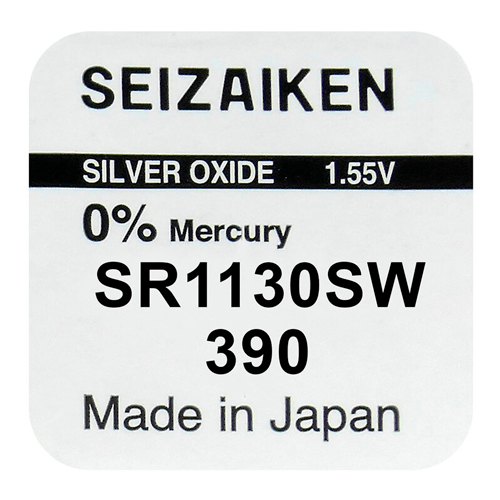 SEIZAIKEN
SILVER OXIDE 1.55V
0% Mercury
SR1130SW
390
Made in Japan